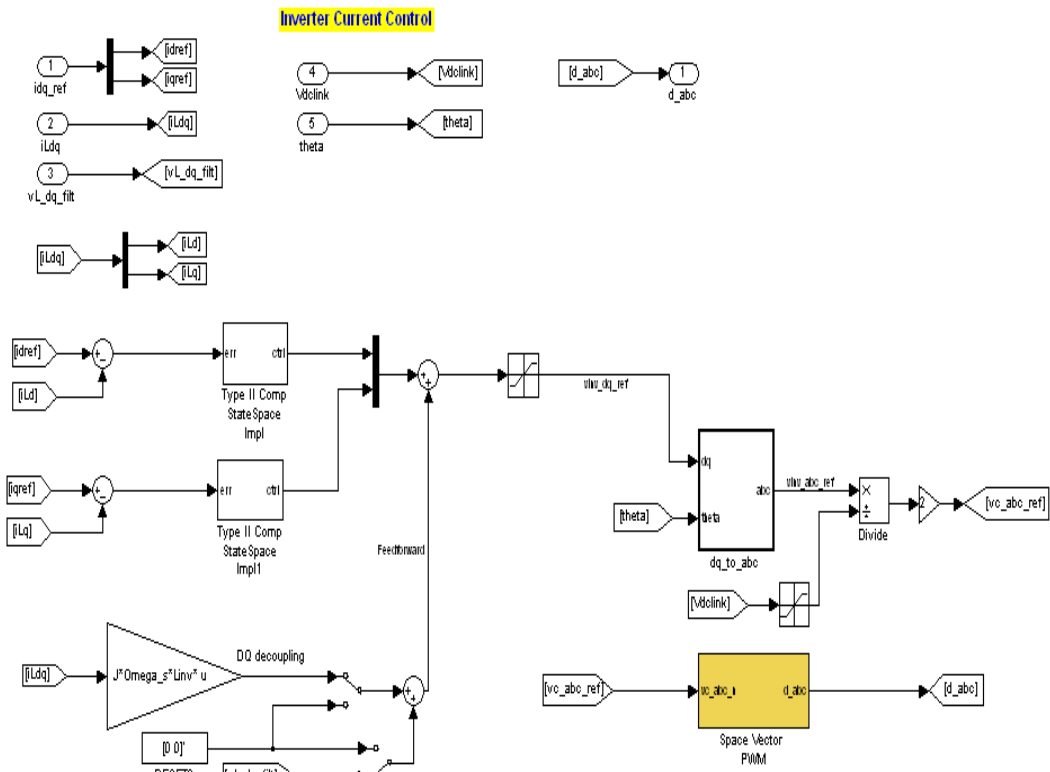 Inverter Current Control
1
idq_ref
[idref]
[iqref]
2
iLdq
[iLdq]
3
vL_dq_filt
[vL_dq_filt]
4
Vdclink
[Vdclink]
5
theta
[theta]
[d_abc]
1
d_abc
[iLdq]
[iLd]
[iLq]
[idref]
[iLd]
+
-
err
ctrl
Type II Comp
StateSpace
Impl
+
+
vinv_dq_ref
[iqref]
[iLq]
+
-
err
ctrl
Type II Comp
StateSpace
Impl1
Feedforward
dq
theta
abc
dq_to_abc
[theta]
vinv_abc_ref
×
÷
Divide
2
[vc_abc_ref]
[Vdclink]
[iLdq]
J*Omega_s*Linv* u
DQ decoupling
+
+
[0 0]'
[vc_abc_ref]
d_abc
[d_abc]
Space Vector
PWM